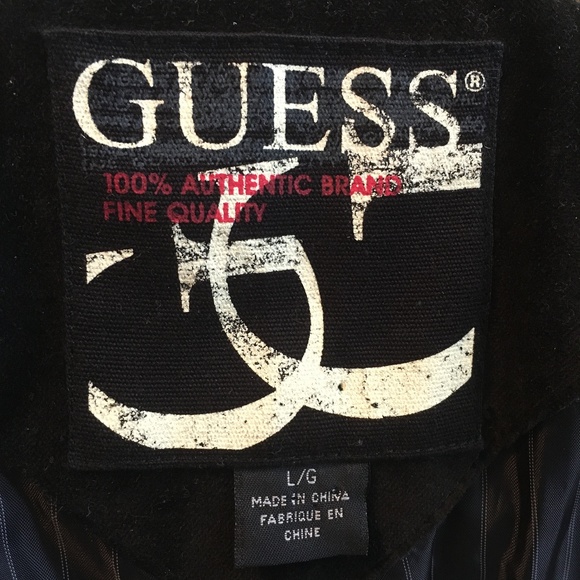 GUESS®
100% AUTHENTIC BRAND
FINE QUALITY
L/G
MADE IN CHINA
FABRIQUE EN
CHINE